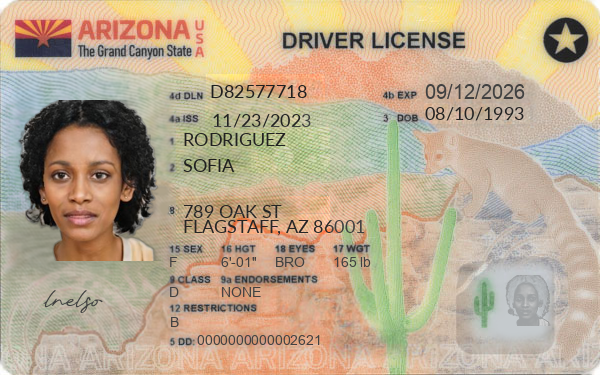 ARIZONA USA
The Grand Canyon State
DRIVER LICENSE
4d DLN D82577718
4b EXP 09/12/2026
4a ISS 11/23/2023
3 DOB 08/10/1993
1 RODRIGUEZ
2 SOFIA
8 789 OAK ST
FLAGSTAFF, AZ 86001
15 SEX 16 HGT 18 EYES 17 WGT
F 6'-01" BRO 165 lb
9 CLASS 9a ENDORSEMENTS
D NONE
12 RESTRICTIONS
B
5 DD: 0000000000002621
lnelso
ARIZONA ARIZONA ARIZONA ARIZONA